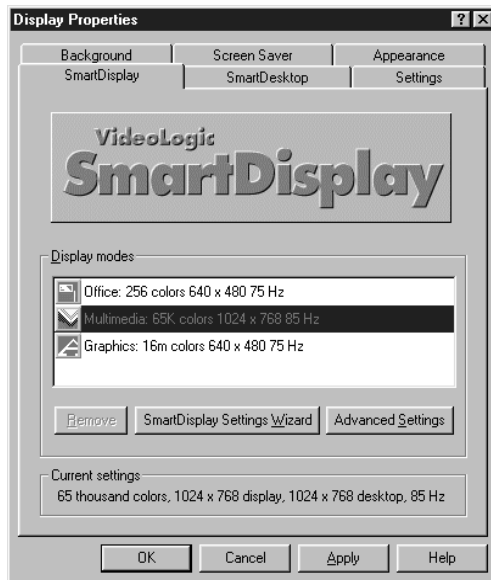 Display Properties
Background Screen Saver Appearance
SmartDisplay SmartDesktop Settings
VideoLogic
SmartDisplay
Display modes
Office: 256 colors 640 x 480 75 Hz
Multimedia: 65K colors 1024 x 768 85 Hz
Graphics: 16m colors 640 x 480 75 Hz
Remove SmartDisplay Settings Wizard Advanced Settings
Current settings
65 thousand colors, 1024 x 768 display, 1024 x 768 desktop, 85 Hz
OK Cancel Apply Help